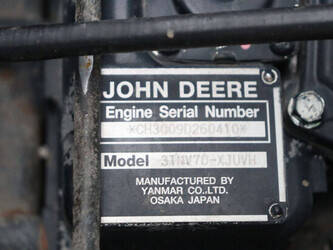 JOHN DEERE
Engine Serial Number
*CH3009D260410*
Model 3TNV70-XJUVH
MANUFACTURED BY
YANMAR CO.,LTD.
OSAKA JAPAN